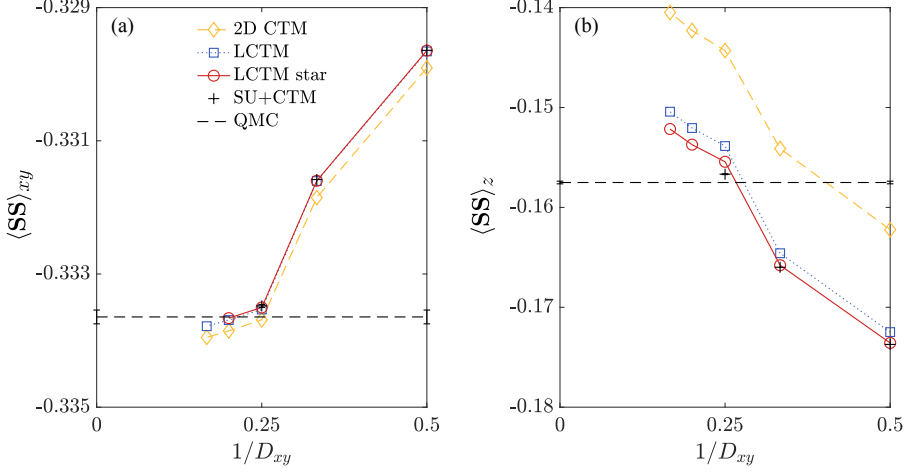 (a)
2D CTM
LCTM
LCTM star
SU+CTM
QMC
-0.329
-0.331
-0.333
-0.335
0
0.25
0.5
⟨SS⟩xy
1/Dxy
(b)
-0.14
-0.15
-0.16
-0.17
-0.18
0
0.25
0.5
⟨SS⟩z
1/Dxy